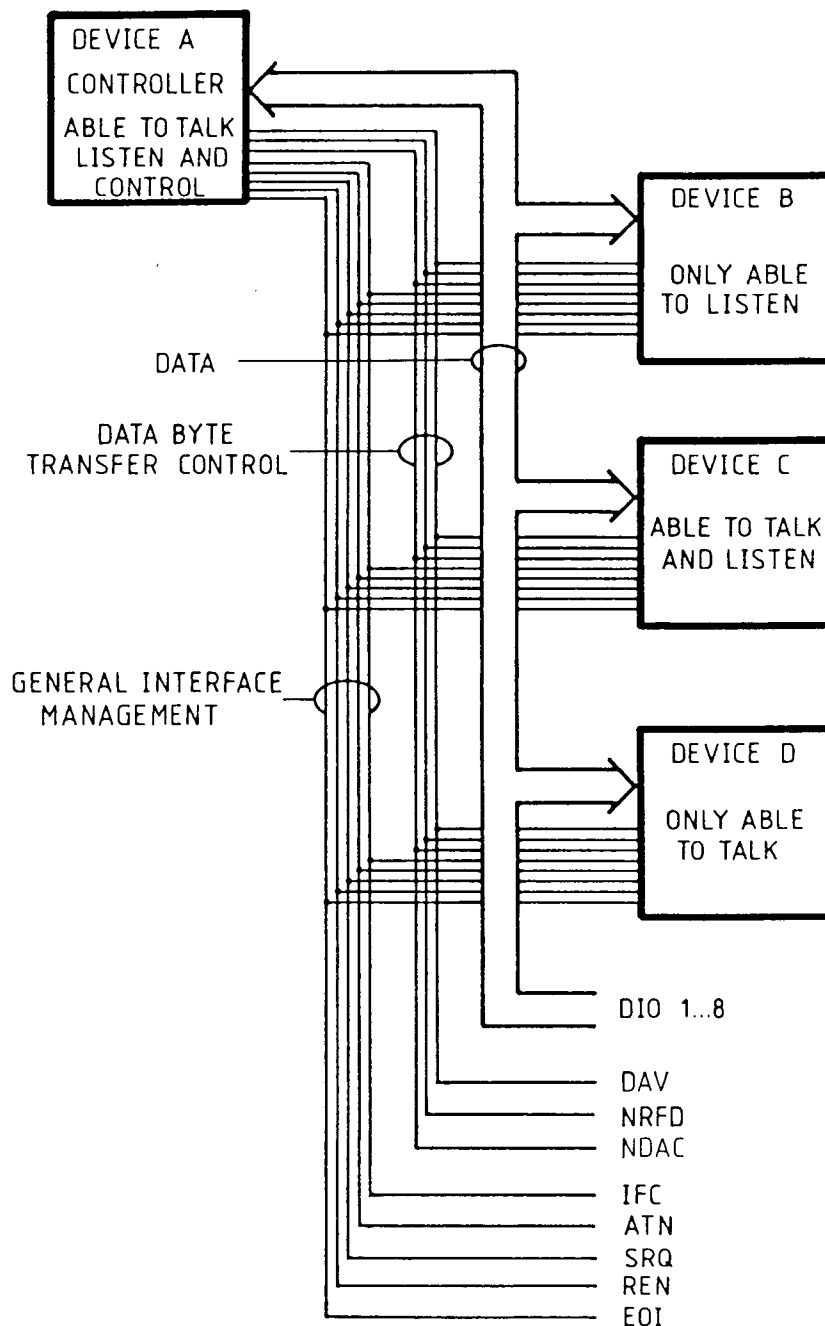 DEVICE A
CONTROLLER
ABLE TO TALK
LISTEN AND
CONTROL
DEVICE B
ONLY ABLE
TO LISTEN
DATA
DATA BYTE
TRANSFER CONTROL
DEVICE C
ABLE TO TALK
AND LISTEN
GENERAL INTERFACE
MANAGEMENT
DEVICE D
ONLY ABLE
TO TALK
DIO 1...8
DAV
NRFD
NDAC
IFC
ATN
SRQ
REN
EOI